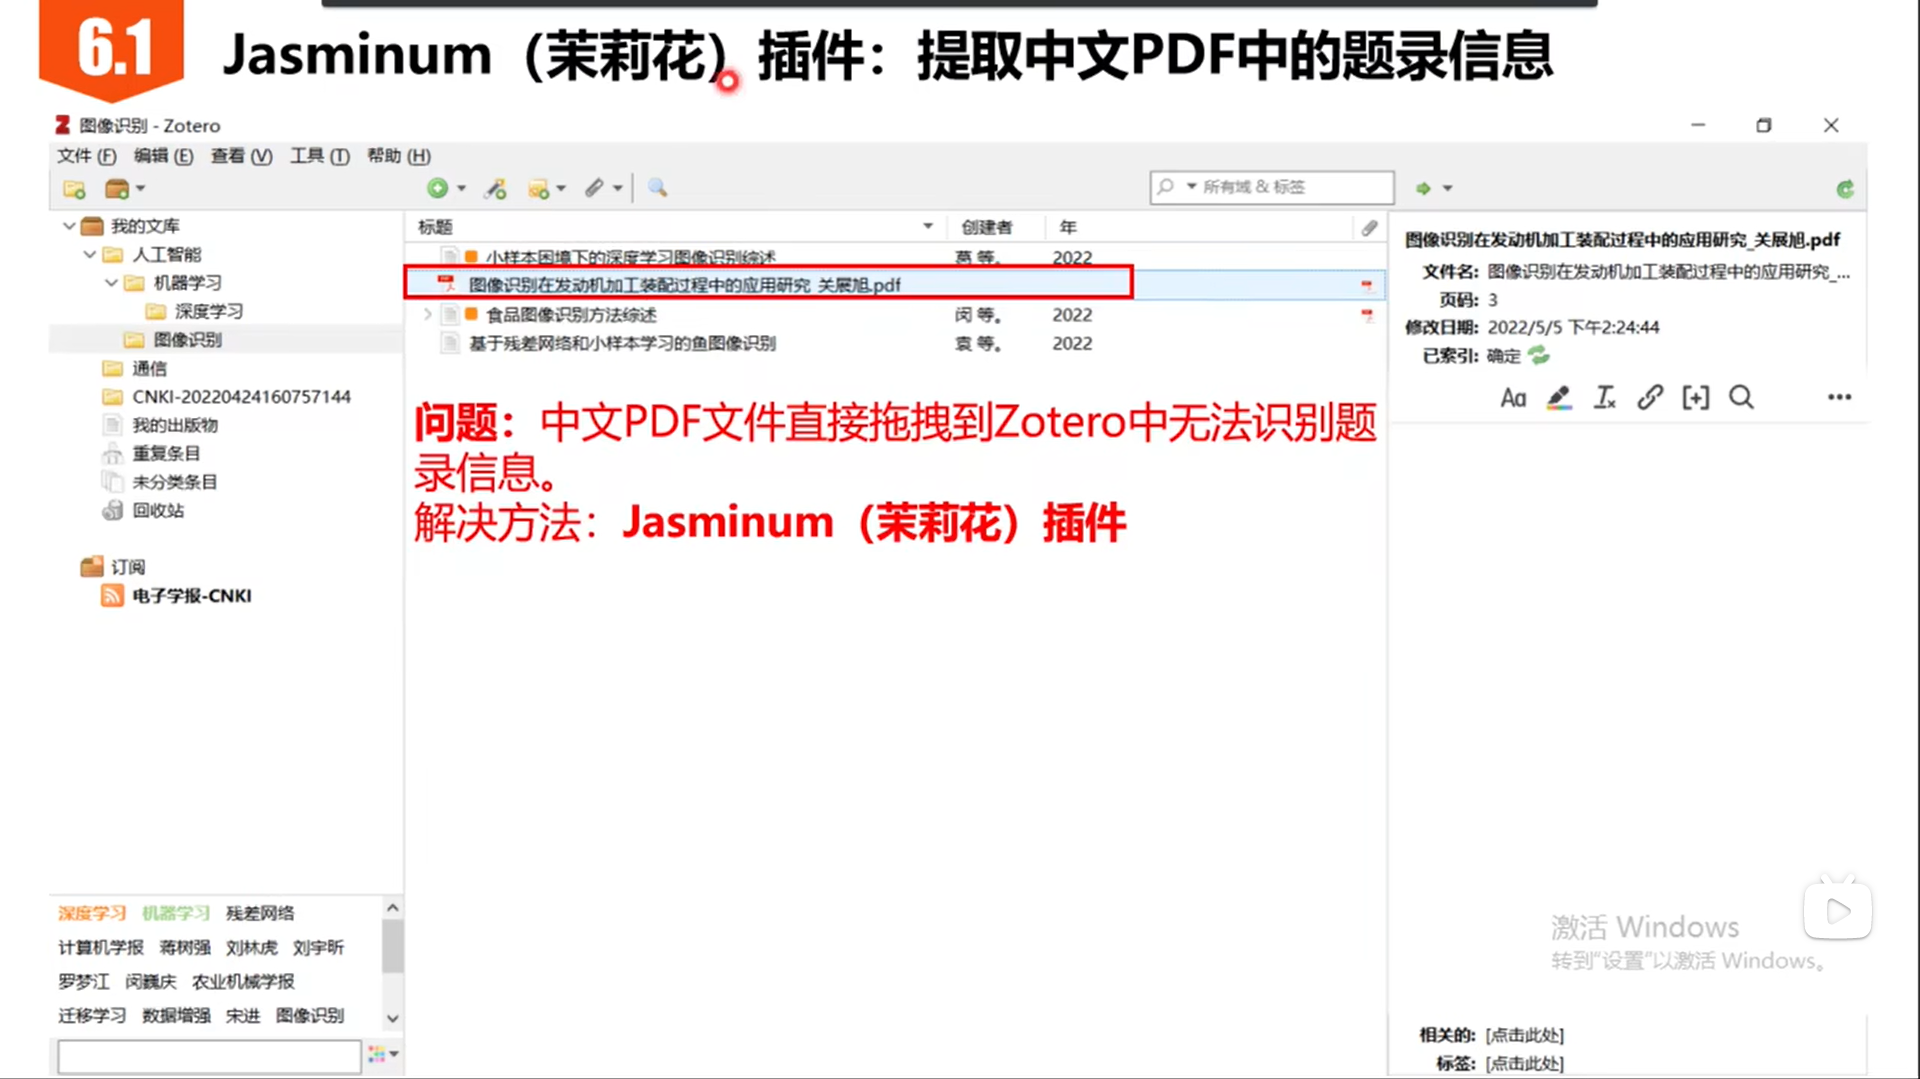 6.1
Jasminum（茉莉花）插件：提取中文PDF中的题录信息
图像识别 - Zotero
文件 (F) 编辑 (E) 查看 (V) 工具 (T) 帮助 (H)
所有域 & 标签
我的文库
人工智能
机器学习
深度学习
图像识别
通信
CNKI-20220424160757144
我的出版物
重复条目
未分类条目
回收站
订阅
电子学报-CNKI
标题 创建者 年
小样本困境下的深度学习图像识别综述 葛 等。 2022
图像识别在发动机加工装配过程中的应用研究_关展旭.pdf
食品图像识别方法综述 闵 等。 2022
基于残差网络和小样本学习的鱼图像识别 袁 等。 2022
问题：中文PDF文件直接拖拽到Zotero中无法识别题
录信息。
解决方法：Jasminum（茉莉花）插件
图像识别在发动机加工装配过程中的应用研究_关展旭.pdf
文件名: 图像识别在发动机加工装配过程中的应用研究_...
页码: 3
修改日期: 2022/5/5 下午2:24:44
已索引: 确定
Aa
深度学习 机器学习 残差网络
计算机学报 蒋树强 刘林虎 刘宇昕
罗梦江 闵巍庆 农业机械学报
迁移学习 数据增强 宋进 图像识别
激活 Windows
转到“设置”以激活 Windows。
相关的: [点击此处]
标签: [点击此处]